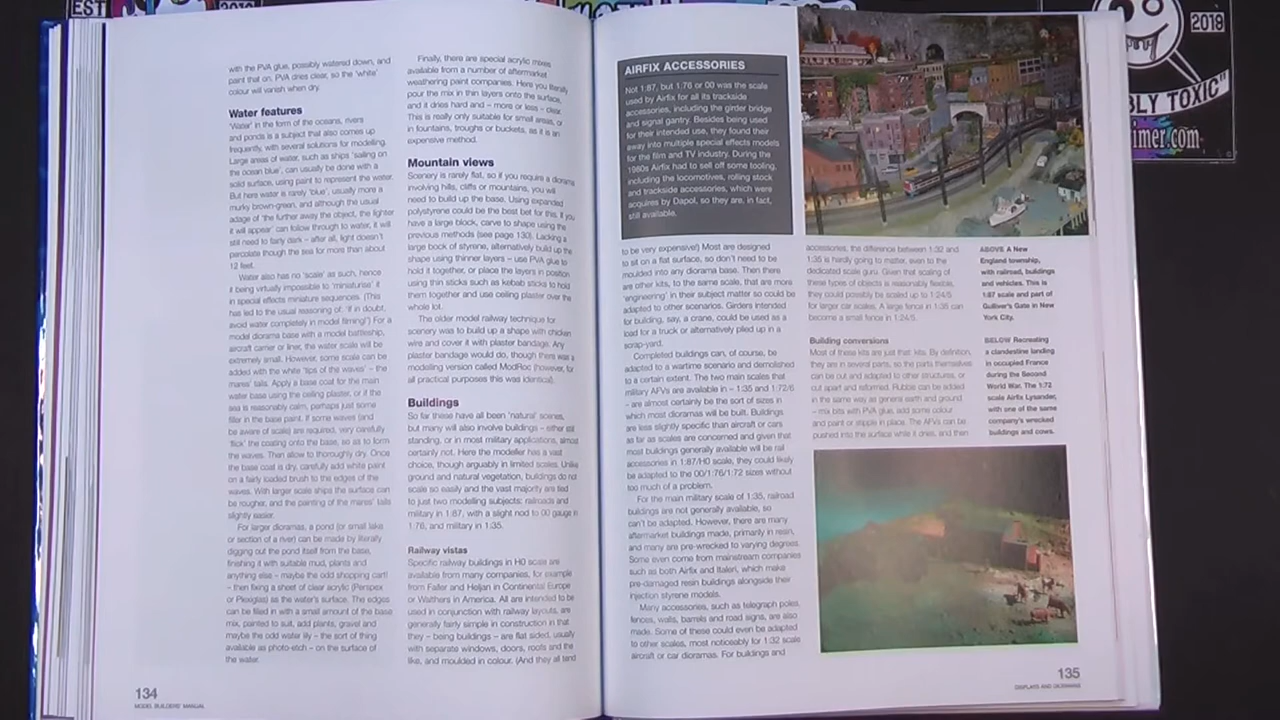 EST
2018
BLY TOXIC"
imer.com
with the PVA glue, possibly watered down, and
paint that on. PVA dries clear, so the 'white'
colour will vanish when dry.
Water features
'Water' in the form of the oceans, rivers
and ponds is a subject that also comes up
frequently, with several solutions for modelling.
Large areas of water, such as ships 'sailing on
the ocean blue', can usually be done with a
solid surface, using paint to represent the water.
But here water is rarely 'blue', usually more a
murky brown-green, and although the usual
adage of 'the further away the object, the lighter
it will appear' can follow through to water, it will
still need to fairly dark – after all, light doesn't
percolate though the sea for more than about
12 feet.
Water also has no 'scale' as such, hence
it being virtually impossible to 'miniaturise' it
in special effects miniature sequences. (This
has led to the usual reasoning of: 'if in doubt,
avoid water completely in model filming'!) For a
model diorama base with a model battleship,
aircraft carrier or liner, the water scale will be
extremely small. However, some scale can be
added with the white 'tips of the waves' – the
mares' tails. Apply a base coat for the main
water base using the ceiling plaster, or if the
sea is reasonably calm, perhaps just some
filler in the base paint. If some waves (and
be aware of scale) are required, very carefully
'flick' the coating onto the base, so as to form
the waves. Then allow to thoroughly dry. Once
the base coat is dry, carefully add white paint
on a fairly loaded brush to the edges of the
waves. With larger scale ships the surface can
be rougher, and the painting of the mares' tails
slightly easier.
For larger dioramas, a pond (or small lake
or section of a river) can be made by literally
digging out the pond itself from the base,
finishing it with suitable mud, plants and
anything else – maybe the odd shopping cart!
– then fixing a sheet of clear acrylic (Perspex
or Plexiglas) as the water's surface. The edges
can be filled in with a small amount of the base
mix, painted to suit, add plants, gravel and
maybe the odd water lily – the sort of thing
available as photo-etch – on the surface of
the water.
134
MODEL BUILDERS' MANUAL
Finally, there are special acrylic mixes
available from a number of aftermarket
weathering paint companies. Here you literally
pour the mix in thin layers onto the surface,
and it dries hard and – more or less – clear.
This is really only suitable for small areas, or
in fountains, troughs or buckets, as it is an
expensive method.
Mountain views
Scenery is rarely flat, so if you require a diorama
involving hills, cliffs or mountains, you will
need to build up the base. Using expanded
polystyrene could be the best bet for this, if you
have a large block, carve to shape using the
previous methods (see page 130). Lacking a
large bock of styrene, alternatively build up the
shape using thinner layers – use PVA glue to
hold it together, or place the layers in position
using thin sticks such as kebab sticks to hold
them together and use ceiling plaster over the
whole lot.
The older model railway technique for
scenery was to build up a shape with chicken
wire and cover it with plaster bandage. Any
plaster bandage would do, though there was a
modelling version called ModRoc (however, for
all practical purposes this was identical).
Buildings
So far these have all been 'natural' scenes,
but many will also involve buildings – either still
standing, or in most military applications, almost
certainly not. Here the modeller has a vast
choice, though arguably in limited scales. Unlike
ground and natural vegetation, buildings do not
scale so easily and the vast majority are tied
to just two modelling subjects: railroads and
military in 1:87, with a slight nod to 00 gauge in
1:76, and military in 1:35.
Railway vistas
Specific railway buildings in H0 scale are
available from many companies, for example
from Faller and Heljan in Continental Europe
or Walthers in America. All are intended to be
used in conjunction with railway layouts, are
generally fairly simple in construction in that
they – being buildings – are flat sided, usually
with separate windows, doors, roofs and the
like, and moulded in colour. (And they all tend
AIRFIX ACCESSORIES
Not 1:87, but 1:76 or 00 was the scale
used by Airfix for all its trackside
accessories, including the girder bridge
and signal gantry. Besides being used
for their intended use, they found their
away into multiple special effects models
for the film and TV industry. During the
1980s Airfix had to sell off some tooling,
including the locomotives, rolling stock
and trackside accessories, which were
acquires by Dapol, so they are, in fact,
still available.
to be very expensive!) Most are designed
to sit on a flat surface, so don't need to be
moulded into any diorama base. Then there
are other kits, to the same scale, that are more
'engineering' in their subject matter so could be
adapted to other scenarios. Girders intended
for building, say, a crane, could be used as a
load for a truck or alternatively piled up in a
scrap-yard.
Completed buildings can, of course, be
adapted to a wartime scenario and demolished
to a certain extent. The two main scales that
military AFVs are available in – 1:35 and 1:72/6
– are almost certainly be the sort of sizes in
which most dioramas will be built. Buildings
are less slightly specific than aircraft or cars
as far as scales are concerned and given that
most buildings generally available will be rail
accessories in 1:87/H0 scale, they could likely
be adapted to the 00/1:76/1:72 sizes without
too much of a problem.
For the main military scale of 1:35, railroad
buildings are not generally available, so
can't be adapted. However, there are many
aftermarket buildings made, primarily in resin,
and many are pre-wrecked to varying degrees.
Some even come from mainstream companies
such as both Airfix and Italeri, which make
pre-damaged resin buildings alongside their
injection styrene models.
Many accessories, such as telegraph poles,
fences, walls, barrels and road signs, are also
made. Some of these could even be adapted
to other scales, most noticeably for 1:32 scale
aircraft or car dioramas. For buildings and
accessories, the difference between 1:32 and
1:35 is hardly going to matter, even to the
dedicated scale guru. Given that scaling of
these types of objects is reasonably flexible,
they could possibly be scaled up to 1:24/5
for larger car scales. A large fence in 1:35 can
become a small fence in 1:24/5.
Building conversions
Most of these kits are just that: kits. By definition,
they are in several parts, so the parts themselves
can be cut and adapted to other structures, or
cut apart and reformed. Rubble can be added
in the same way as general earth and ground
– mix bits with PVA glue, add some colour
and paint or stipple in place. The AFVs can be
pushed into the surface while it dries, and then
ABOVE A New
England township,
with railroad, buildings
and vehicles. This is
1:87 scale and part of
Gulliver's Gate in New
York City.
BELOW Recreating
a clandestine landing
in occupied France
during the Second
World War. The 1:72
scale Airfix Lysander,
with one of the same
company's wrecked
buildings and cows.
135
DISPLAYS AND DIORAMAS